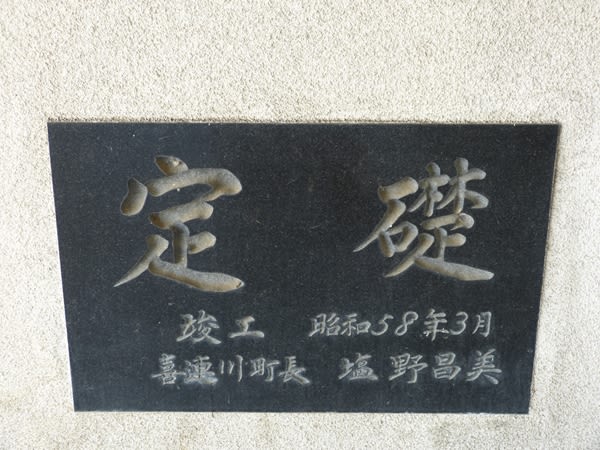 定礎
竣工 昭和58年3月
喜連川町長 塩野昌美